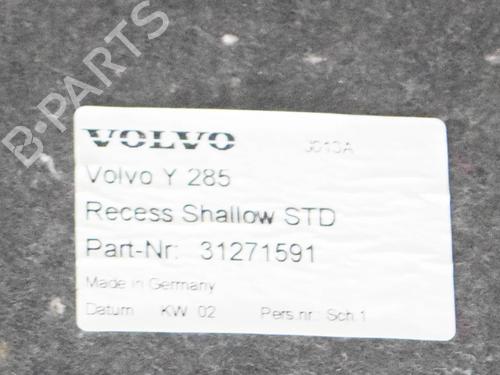 B-PARTS
VOLVO J013A
Volvo Y 285
Recess Shallow STD
Part-Nr: 31271591
Made in Germany
Datum KW 02 Pers.nr.: Sch.1